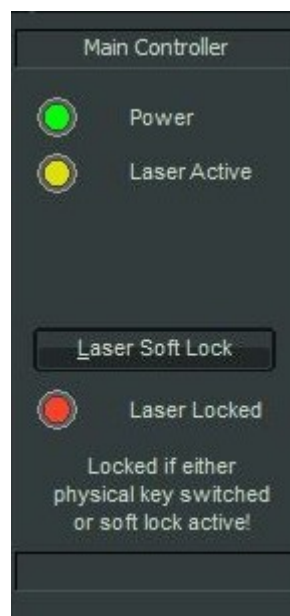 Main Controller
Power
Laser Active
Laser Soft Lock
Laser Locked
Locked if either
physical key switched
or soft lock active!